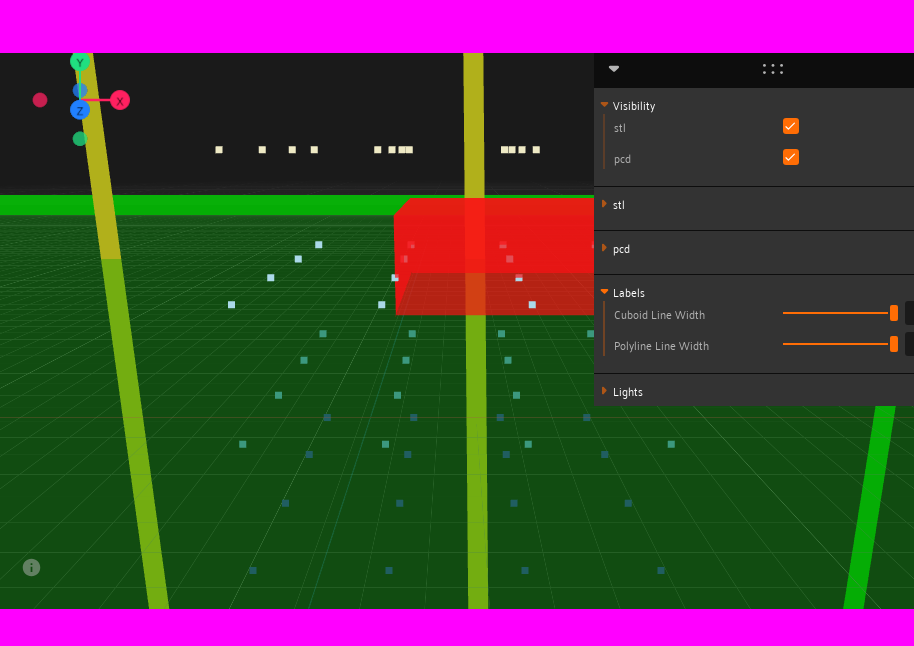 Y
X
Z
Visibility
stl
pcd
stl
pcd
Labels
Cuboid Line Width
Polyline Line Width
Lights